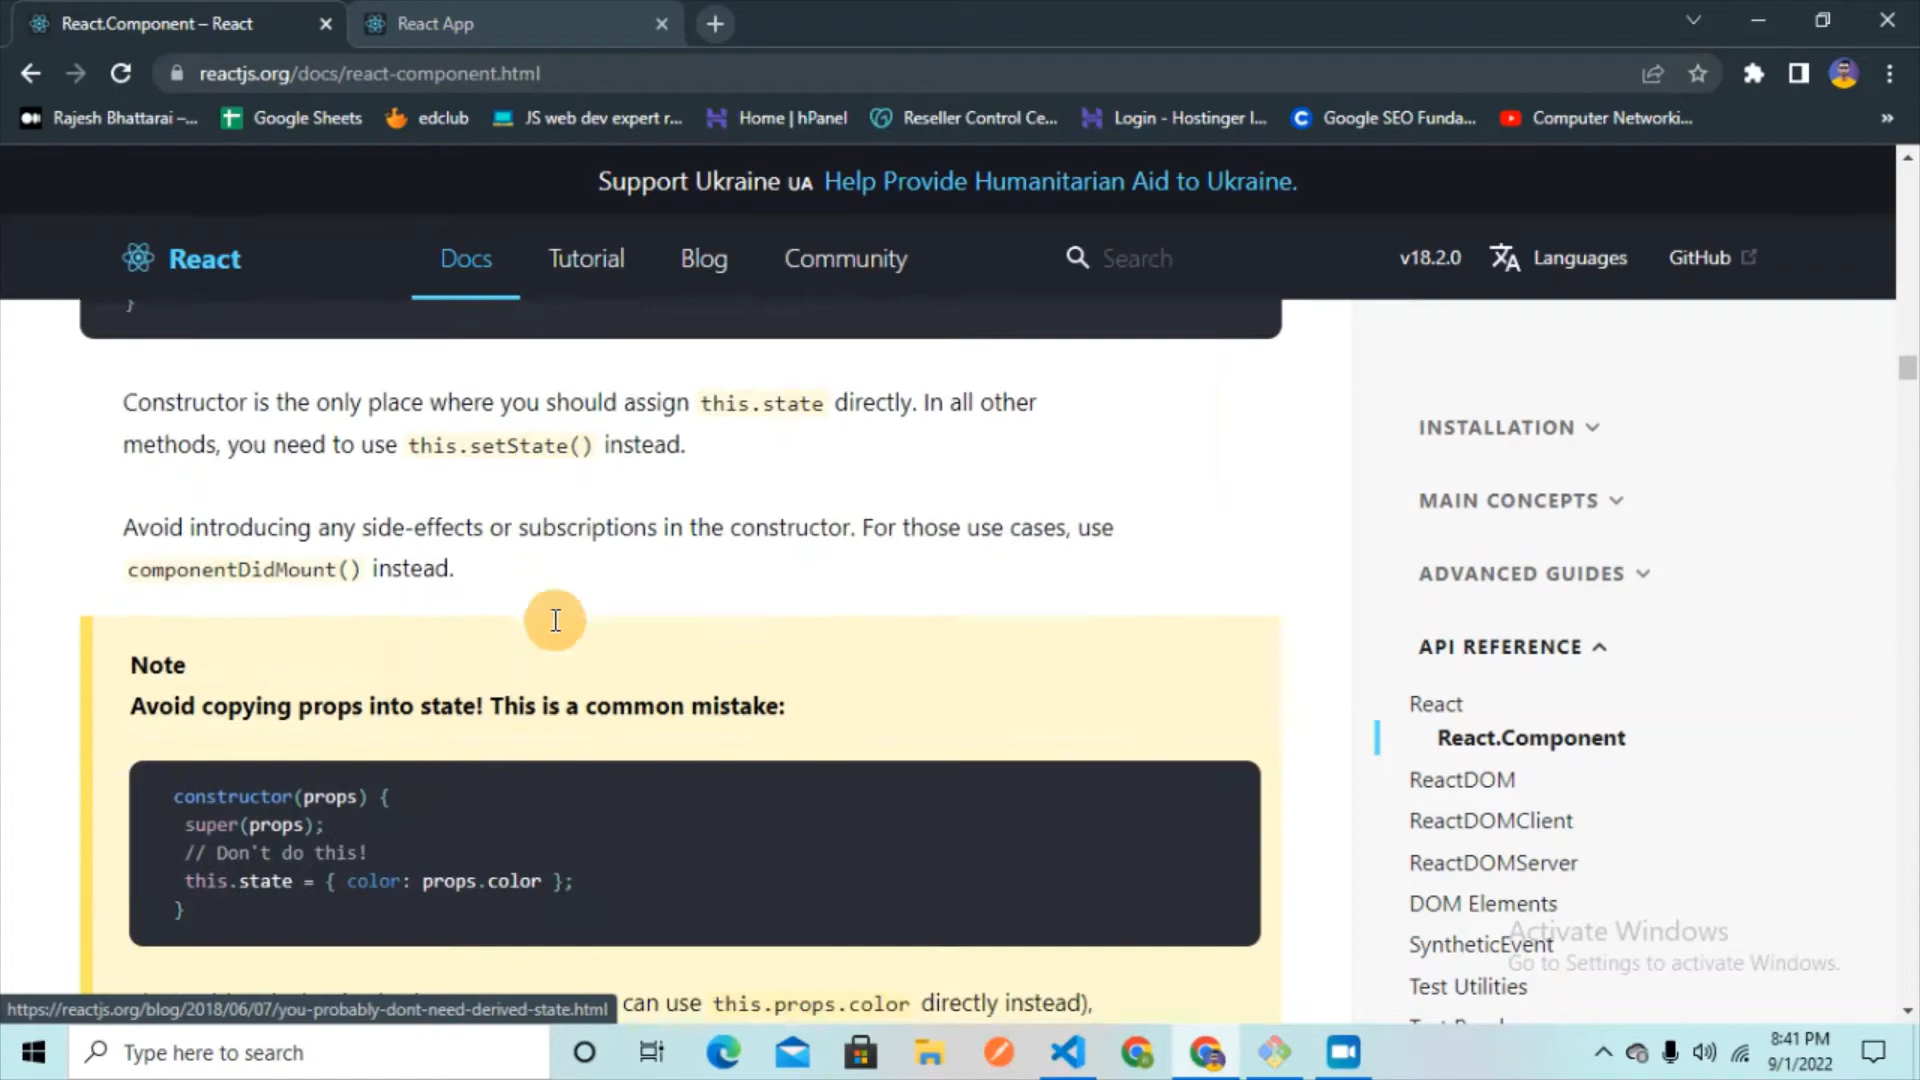 React.Component – React
React App
reactjs.org/docs/react-component.html
Rajesh Bhattarai –...
Google Sheets
edclub
JS web dev expert r...
Home | hPanel
Reseller Control Ce...
Login - Hostinger I...
Google SEO Funda...
Computer Networki...
»
Support Ukraine UA Help Provide Humanitarian Aid to Ukraine.
React
Docs
Tutorial
Blog
Community
Search
v18.2.0
Languages
GitHub
}
Constructor is the only place where you should assign this.state directly. In all other
methods, you need to use this.setState() instead.
Avoid introducing any side-effects or subscriptions in the constructor. For those use cases, use
componentDidMount() instead.
Note
Avoid copying props into state! This is a common mistake:
constructor(props) {
super(props);
// Don't do this!
this.state = { color: props.color };
}
can use this.props.color directly instead),
https://reactjs.org/blog/2018/06/07/you-probably-dont-need-derived-state.html
INSTALLATION
MAIN CONCEPTS
ADVANCED GUIDES
API REFERENCE
React
React.Component
ReactDOM
ReactDOMClient
ReactDOMServer
DOM Elements
SyntheticEvent
Test Utilities
Activate Windows
Go to Settings to activate Windows.
Type here to search
8:41 PM
9/1/2022